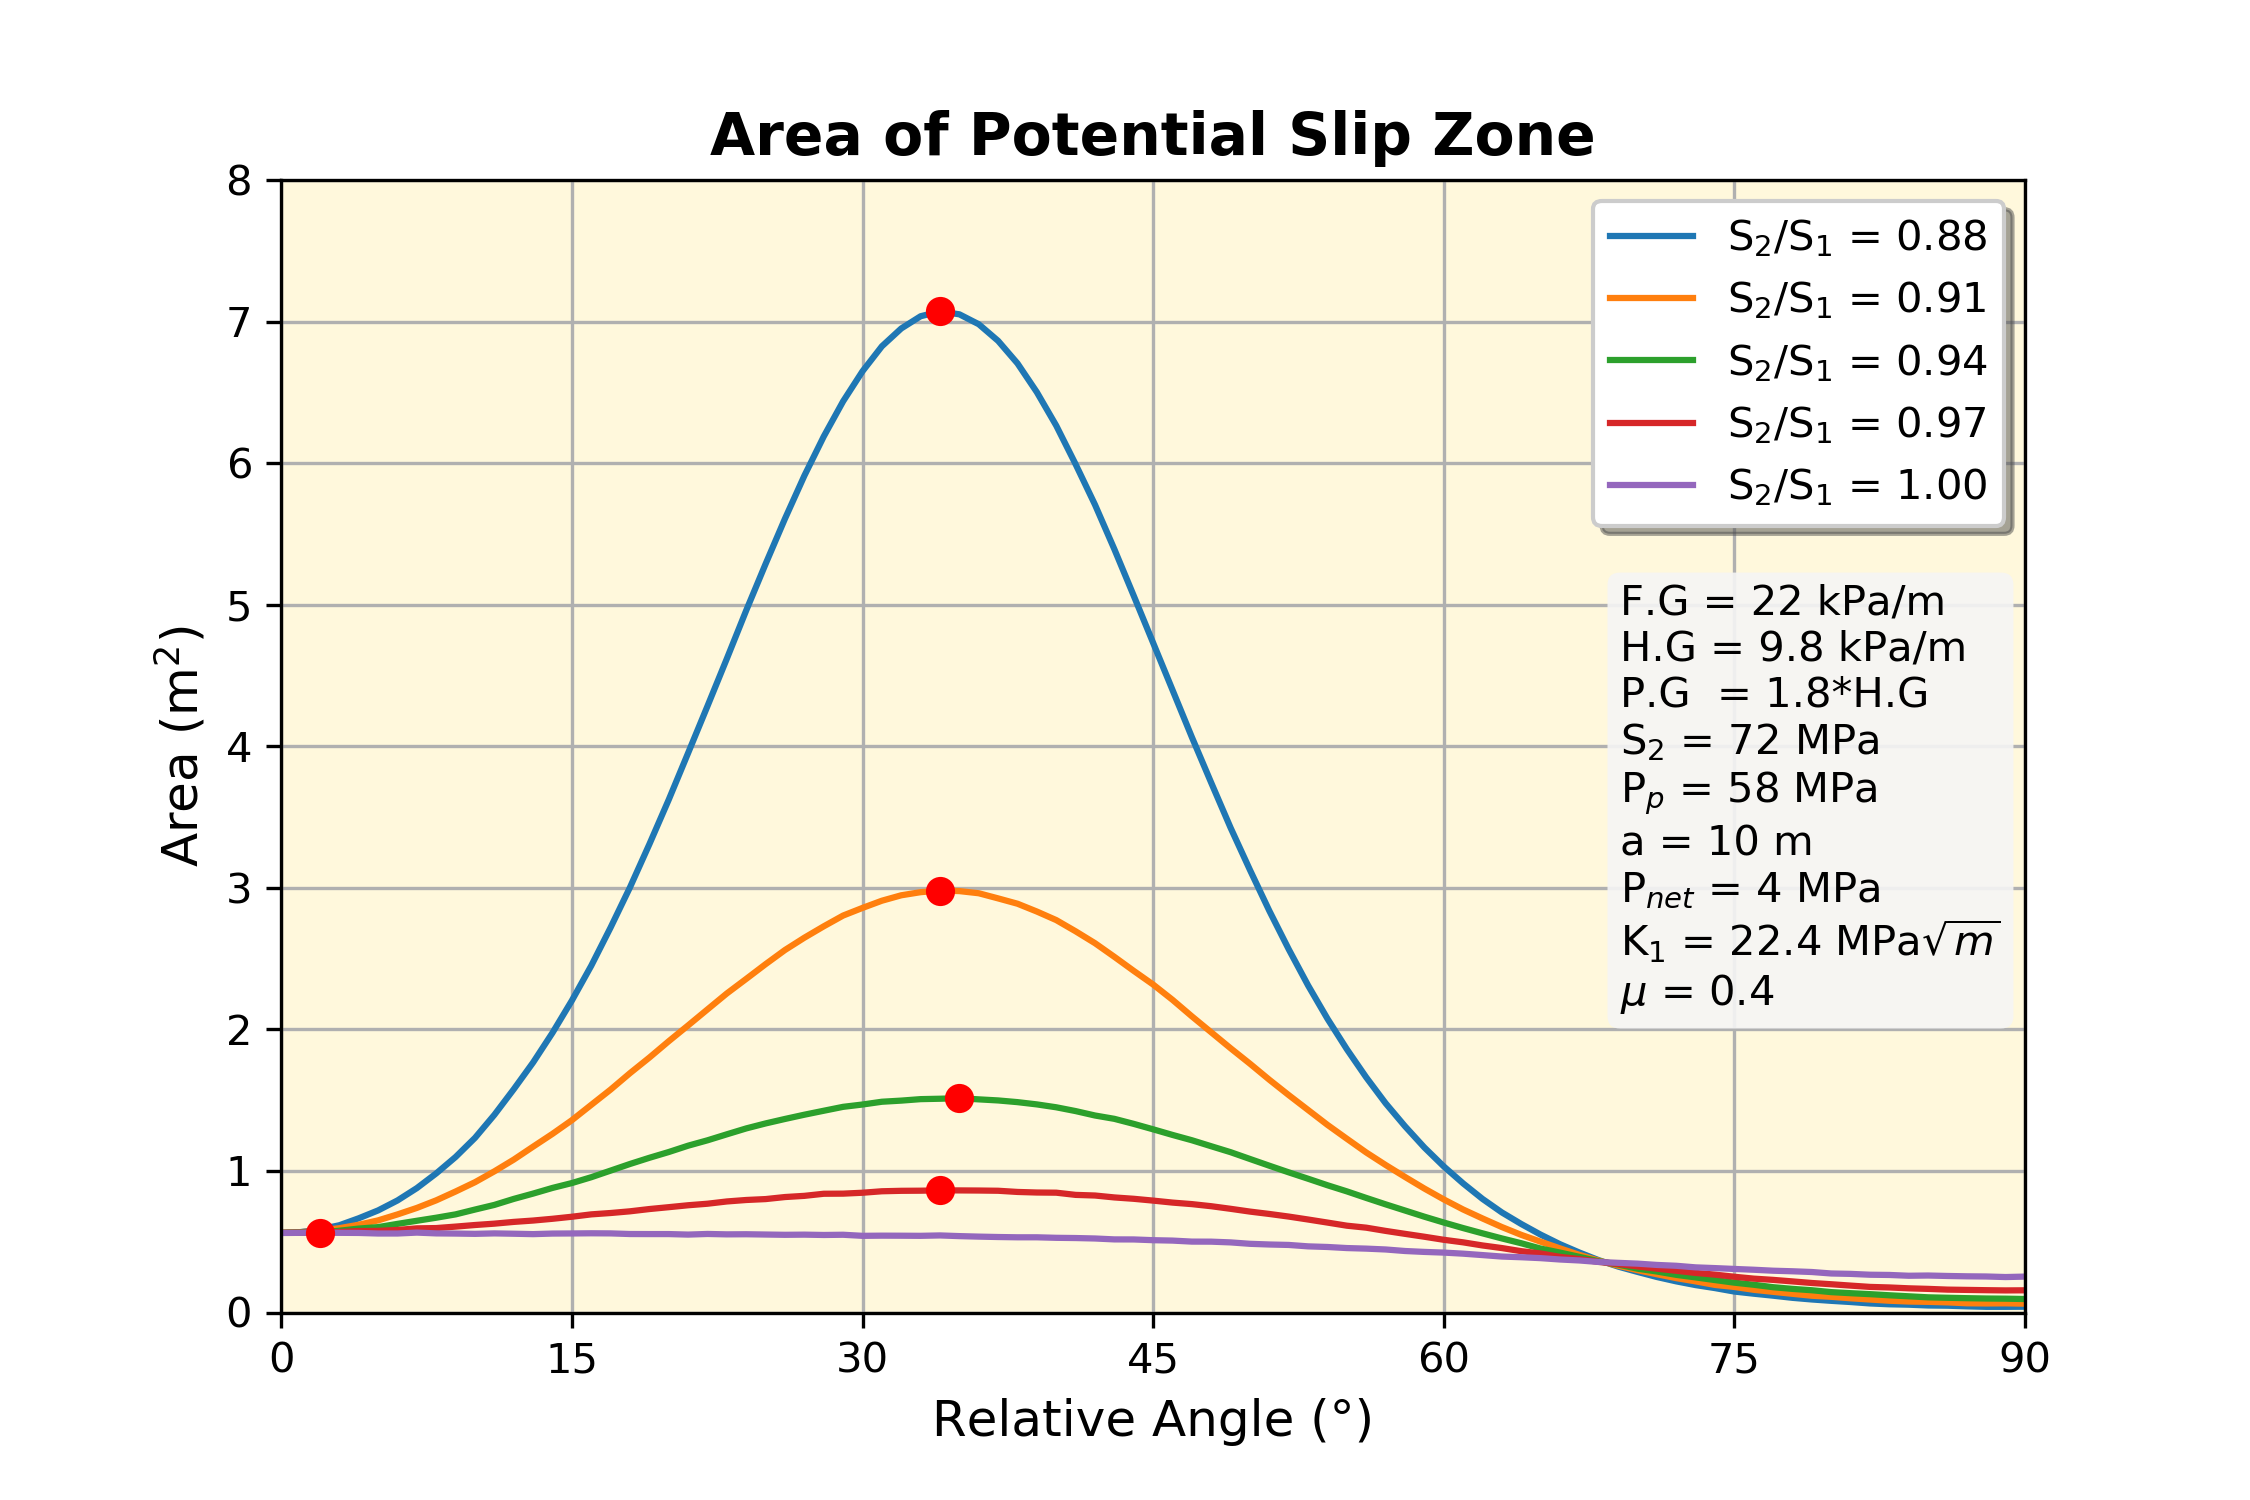 Area of Potential Slip Zone
8
7
6
5
4
3
2
1
0
Area (m²)
0 15 30 45 60 75 90
Relative Angle (°)
S₂/S₁ = 0.88
S₂/S₁ = 0.91
S₂/S₁ = 0.94
S₂/S₁ = 0.97
S₂/S₁ = 1.00
F.G = 22 kPa/m
H.G = 9.8 kPa/m
P.G = 1.8*H.G
S₂ = 72 MPa
Pₚ = 58 MPa
a = 10 m
Pₙₑₜ = 4 MPa
K₁ = 22.4 MPa√m
μ = 0.4